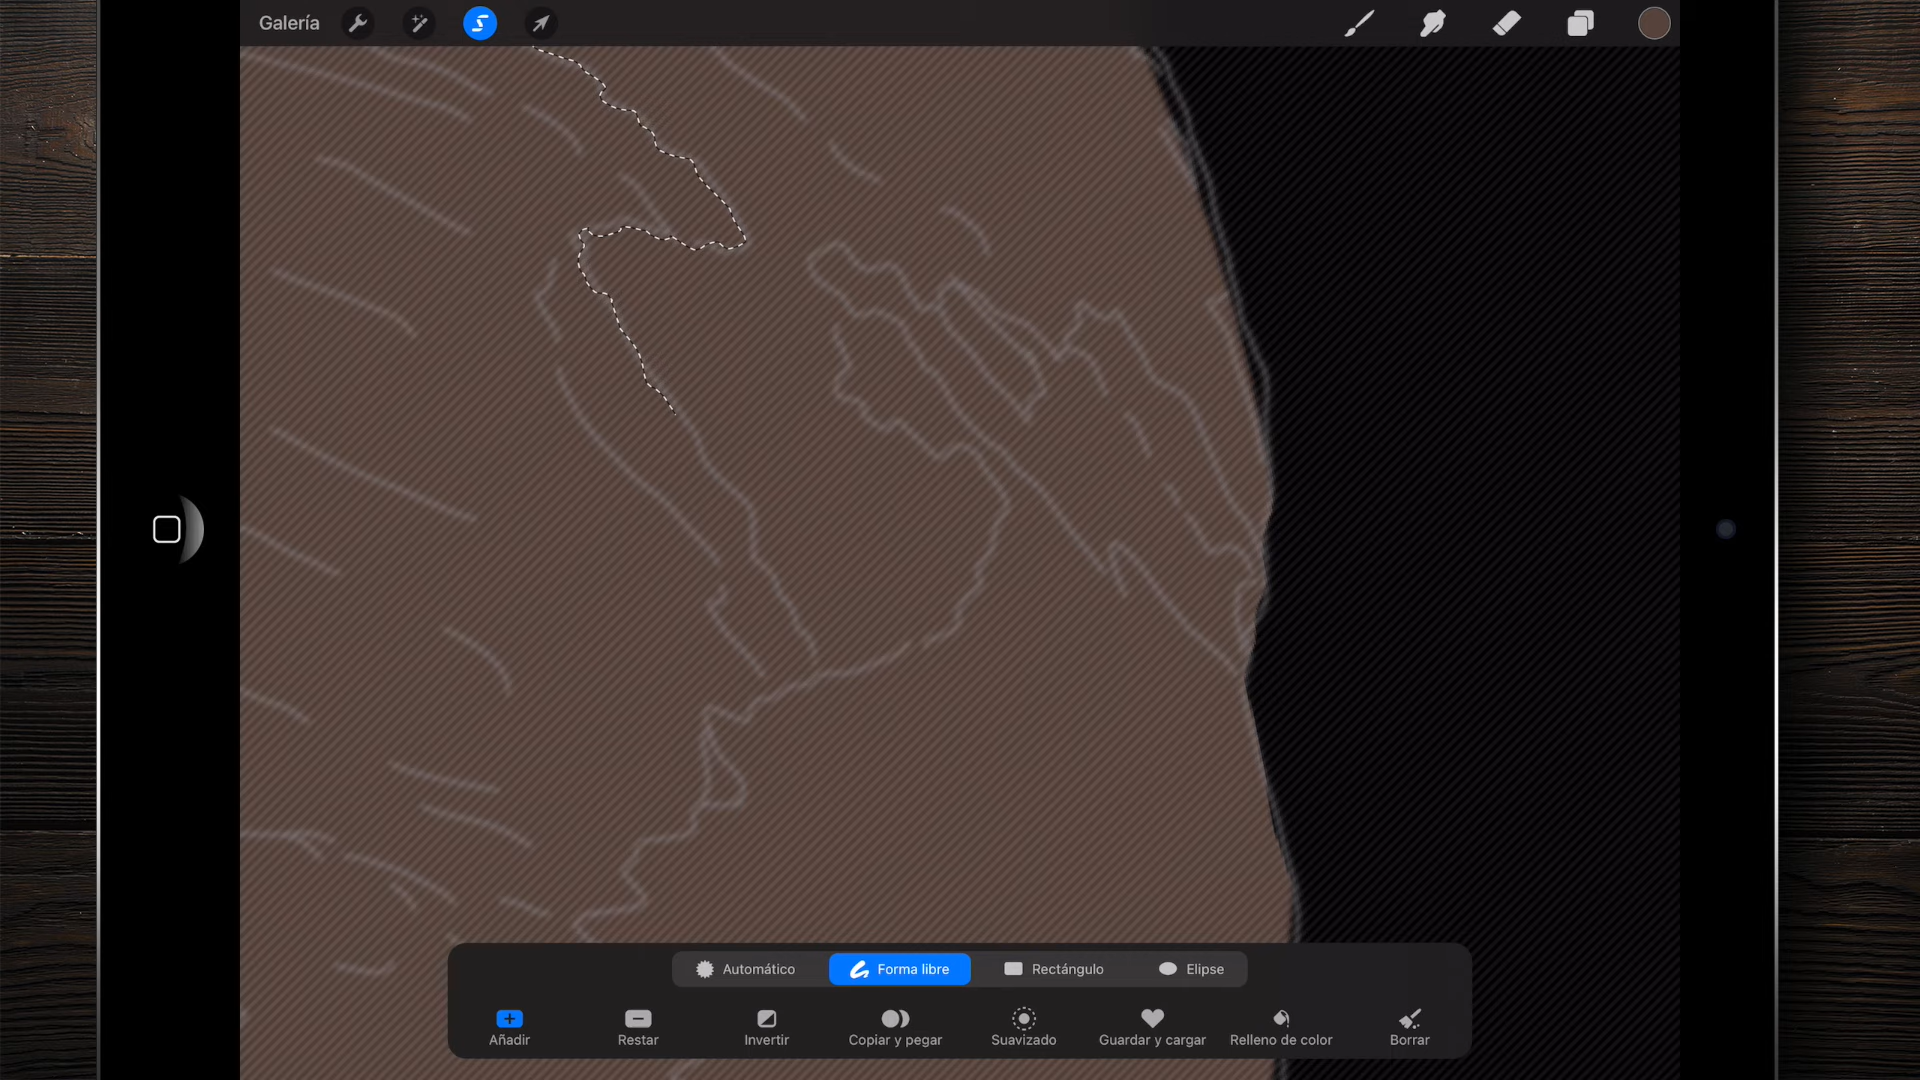 Galería
Automático
Forma libre
Rectángulo
Elipse
Añadir
Restar
Invertir
Copiar y pegar
Suavizado
Guardar y cargar
Relleno de color
Borrar